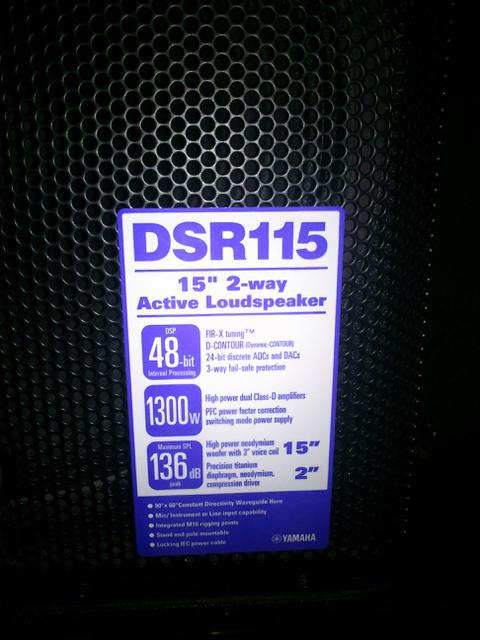 DSR115
15" 2-way
Active Loudspeaker
DSP
48-bit
Internal Processing
FIR-X tuning™
D-CONTOUR (Dynamic-CONTOUR)
24-bit discrete ADCs and DACs
3-way fail-safe protection
1300W
High power dual Class-D amplifiers
PFC power factor correction
switching mode power supply
Maximum SPL
136 dB
peak
High power neodymium
woofer with 3" voice coil 15"
Precision titanium
diaphragm, neodymium,
compression driver 2"
● 90°x 60°Constant Directivity Waveguide Horn
● Mic/ Instrument or Line input capability
● Integrated M10 rigging points
● Stand and pole mountable
● Locking IEC power cable
YAMAHA